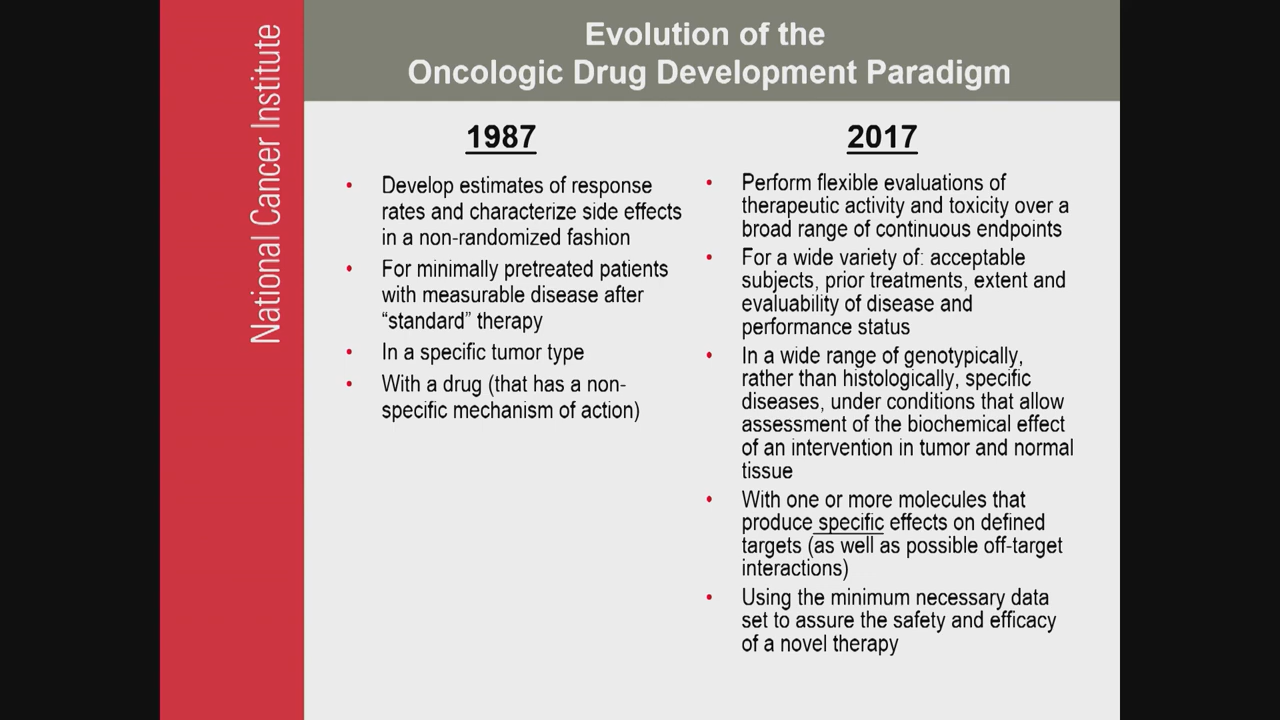 National Cancer Institute
Evolution of the
Oncologic Drug Development Paradigm
1987
• Develop estimates of response
rates and characterize side effects
in a non-randomized fashion
• For minimally pretreated patients
with measurable disease after
“standard” therapy
• In a specific tumor type
• With a drug (that has a non-
specific mechanism of action)
2017
• Perform flexible evaluations of
therapeutic activity and toxicity over a
broad range of continuous endpoints
• For a wide variety of: acceptable
subjects, prior treatments, extent and
evaluability of disease and
performance status
• In a wide range of genotypically,
rather than histologically, specific
diseases, under conditions that allow
assessment of the biochemical effect
of an intervention in tumor and normal
tissue
• With one or more molecules that
produce specific effects on defined
targets (as well as possible off-target
interactions)
• Using the minimum necessary data
set to assure the safety and efficacy
of a novel therapy